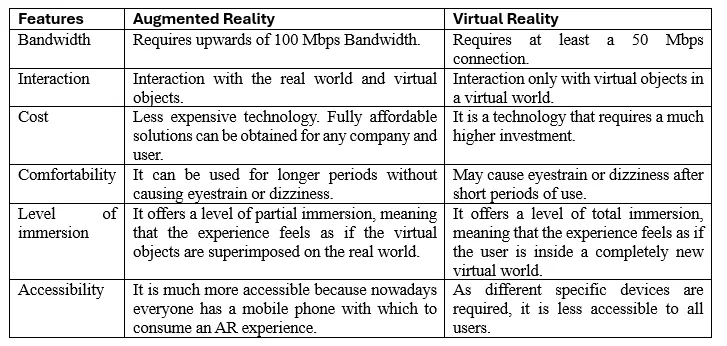 Features Augmented Reality Virtual Reality
Bandwidth Requires upwards of 100 Mbps Bandwidth. Requires at least a 50 Mbps
connection.
Interaction Interaction with the real world and virtual Interaction only with virtual objects in
objects. a virtual world.
Cost Less expensive technology. Fully affordable It is a technology that requires a much
solutions can be obtained for any company and higher investment.
user.
Comfortability It can be used for longer periods without May cause eyestrain or dizziness after
causing eyestrain or dizziness. short periods of use.
Level of It offers a level of partial immersion, meaning It offers a level of total immersion,
immersion that the experience feels as if the virtual meaning that the experience feels as if
objects are superimposed on the real world. the user is inside a completely new
virtual world.
Accessibility It is much more accessible because nowadays As different specific devices are
everyone has a mobile phone with which to required, it is less accessible to all
consume an AR experience. users.